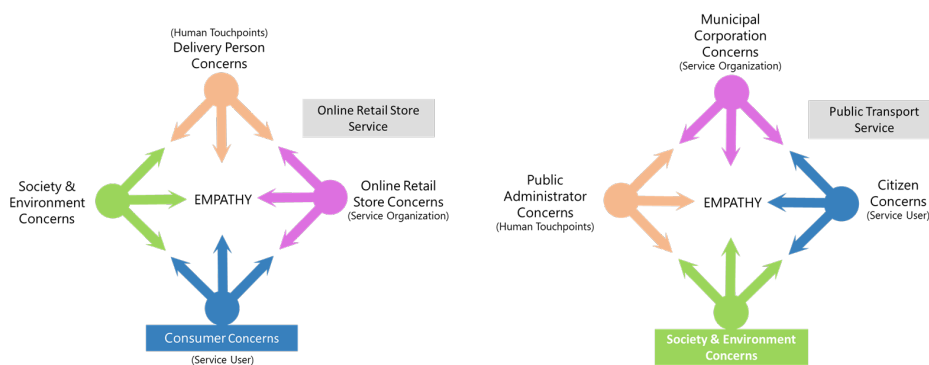 (Human Touchpoints)
Delivery Person
Concerns
Online Retail Store
Service
Society &
Environment
Concerns
EMPATHY
Online Retail
Store Concerns
(Service Organization)
Consumer Concerns
(Service User)
Municipal
Corporation
Concerns
(Service Organization)
Public Transport
Service
Public
Administrator
Concerns
(Human Touchpoints)
EMPATHY
Citizen
Concerns
(Service User)
Society & Environment
Concerns